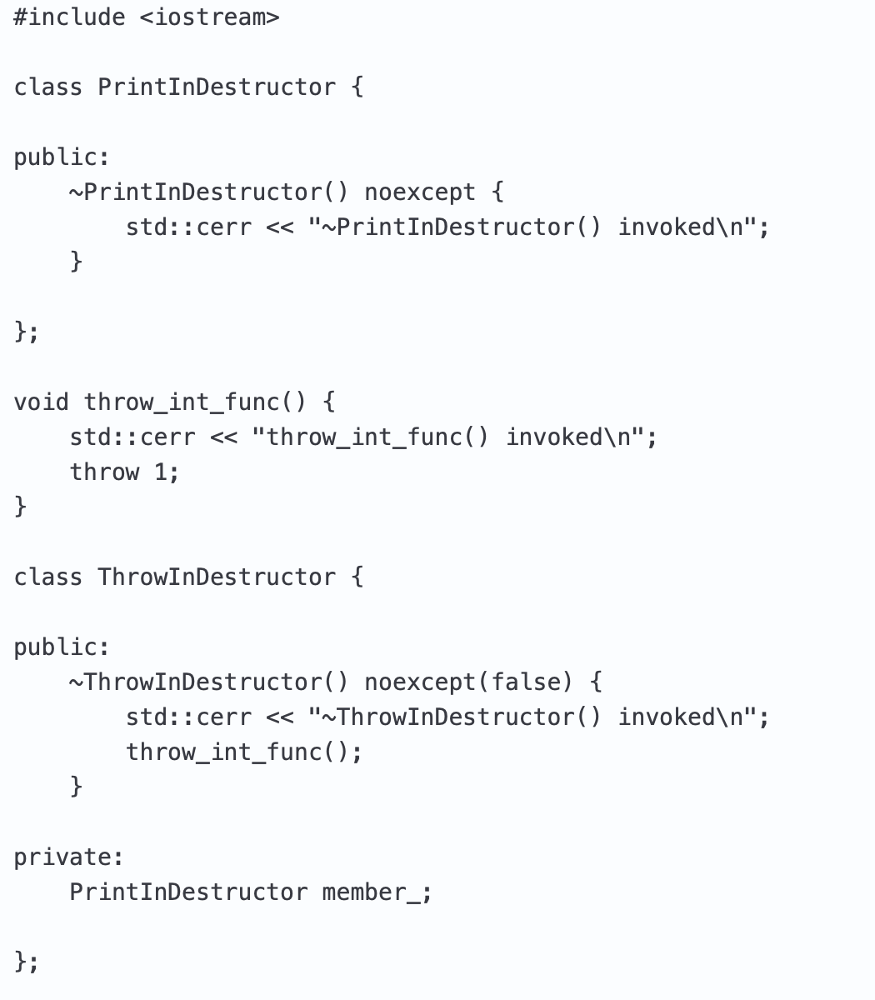 #include <iostream>
class PrintInDestructor {
public:
    ~PrintInDestructor() noexcept {
        std::cerr << "~PrintInDestructor() invoked\n";
    }
};
void throw_int_func() {
    std::cerr << "throw_int_func() invoked\n";
    throw 1;
}
class ThrowInDestructor {
public:
    ~ThrowInDestructor() noexcept(false) {
        std::cerr << "~ThrowInDestructor() invoked\n";
        throw_int_func();
    }
private:
    PrintInDestructor member_;
};